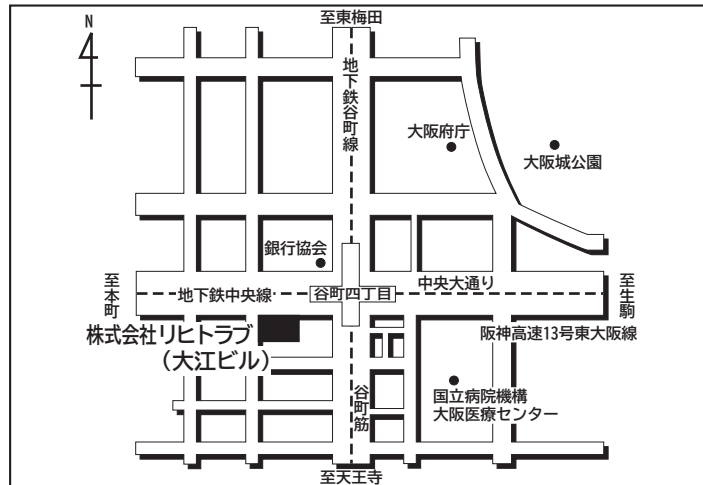 至東梅田
N
地下鉄谷町線
大阪府庁
大阪城公園
銀行協会
至本町
地下鉄中央線
谷町四丁目
中央大通り
至生駒
株式会社リヒトラブ
（大江ビル）
阪神高速13号東大阪線
谷町筋
国立病院機構
大阪医療センター
至天王寺